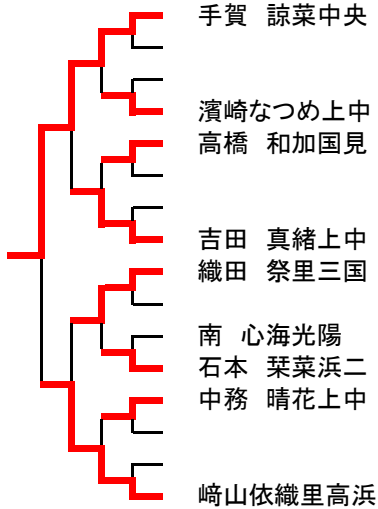 手賀 諒菜中央
濱崎なつめ上中
高橋 和加国見
吉田 真緒上中
織田 祭里三国
南 心海光陽
石本 栞菜浜二
中務 晴花上中
﨑山依織里高浜